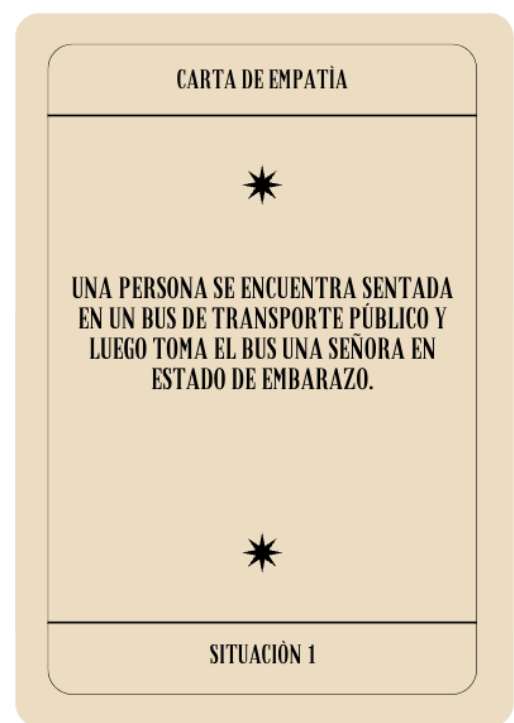 CARTA DE EMPATÌA
UNA PERSONA SE ENCUENTRA SENTADA
EN UN BUS DE TRANSPORTE PÚBLICO Y
LUEGO TOMA EL BUS UNA SEÑORA EN
ESTADO DE EMBARAZO.
SITUACIÒN 1